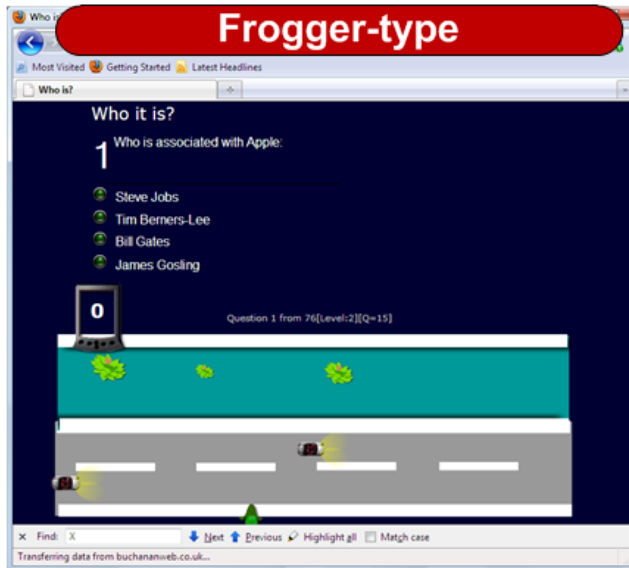 Who is
Frogger-type
Most Visited Getting Started Latest Headlines
Who is?
Who it is?
1 Who is associated with Apple:
Steve Jobs
Tim Berners-Lee
Bill Gates
James Gosling
0
Question 1 from 76[Level:2][Q=15]
× Find: X Next Previous Highlight all Match case
Transferring data from buchananweb.co.uk...